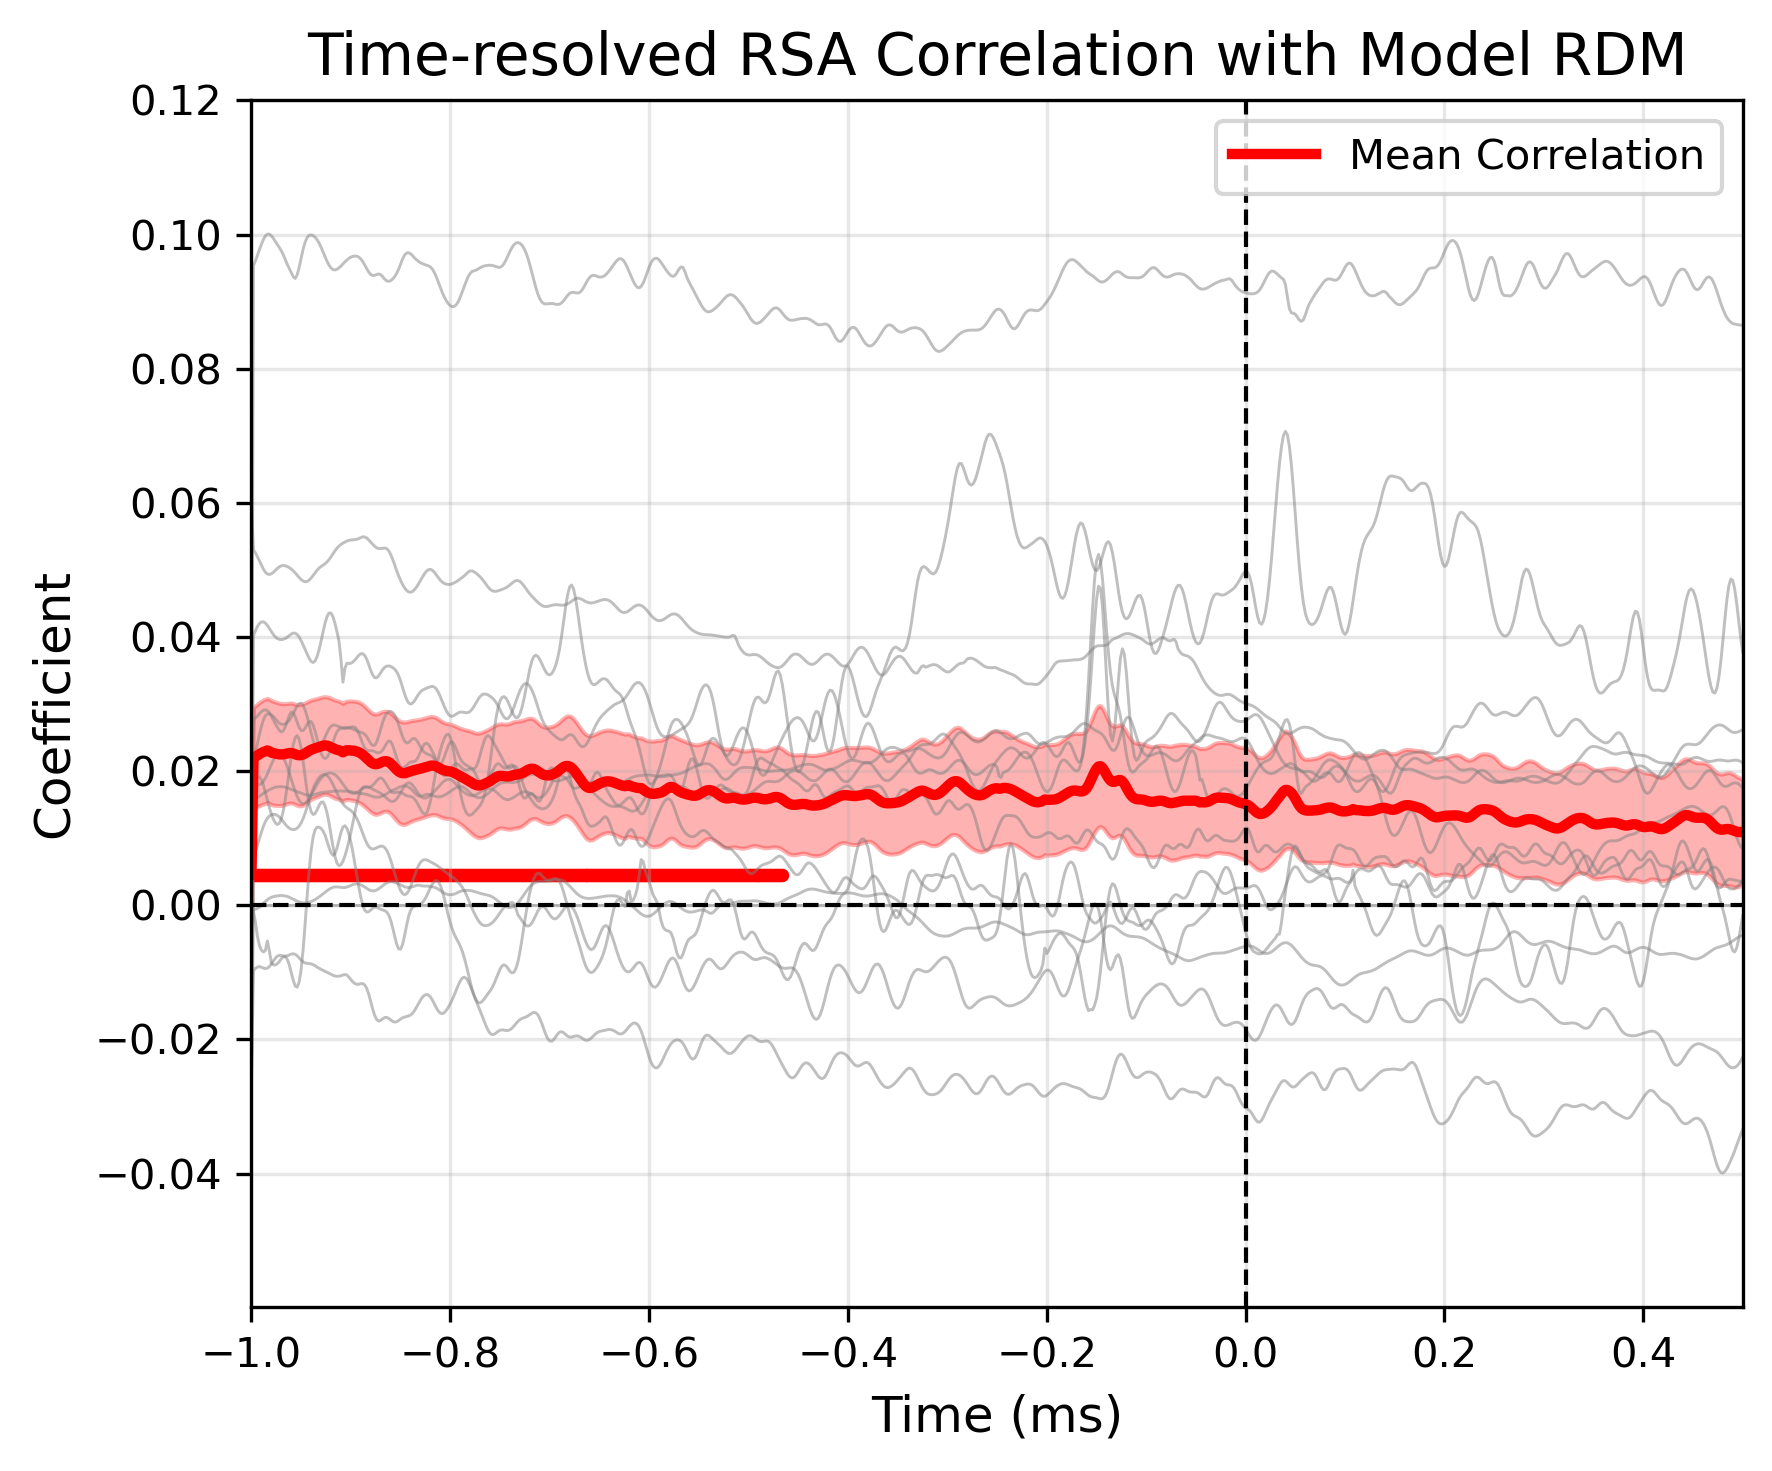 Time-resolved RSA Correlation with Model RDM
Mean Correlation
Coefficient
0.12
0.10
0.08
0.06
0.04
0.02
0.00
−0.02
−0.04
−1.0 −0.8 −0.6 −0.4 −0.2 0.0 0.2 0.4
Time (ms)